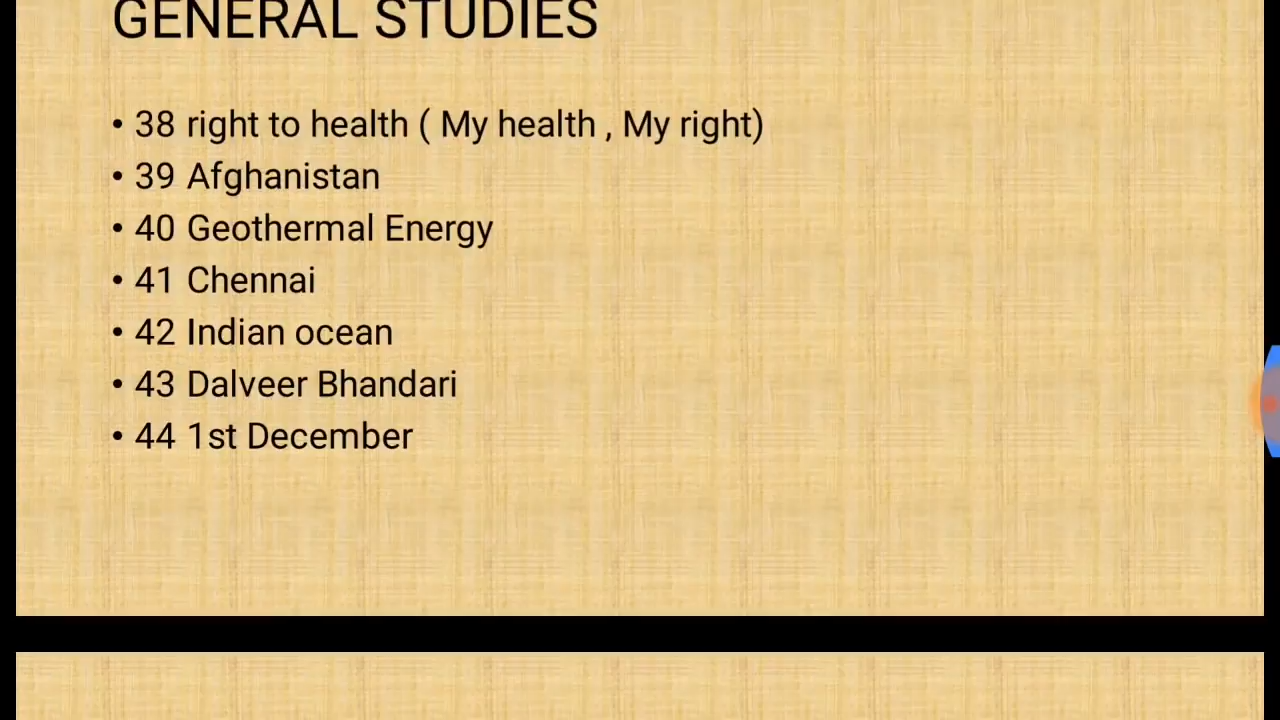 GENERAL STUDIES
• 38 right to health ( My health , My right)
• 39 Afghanistan
• 40 Geothermal Energy
• 41 Chennai
• 42 Indian ocean
• 43 Dalveer Bhandari
• 44 1st December